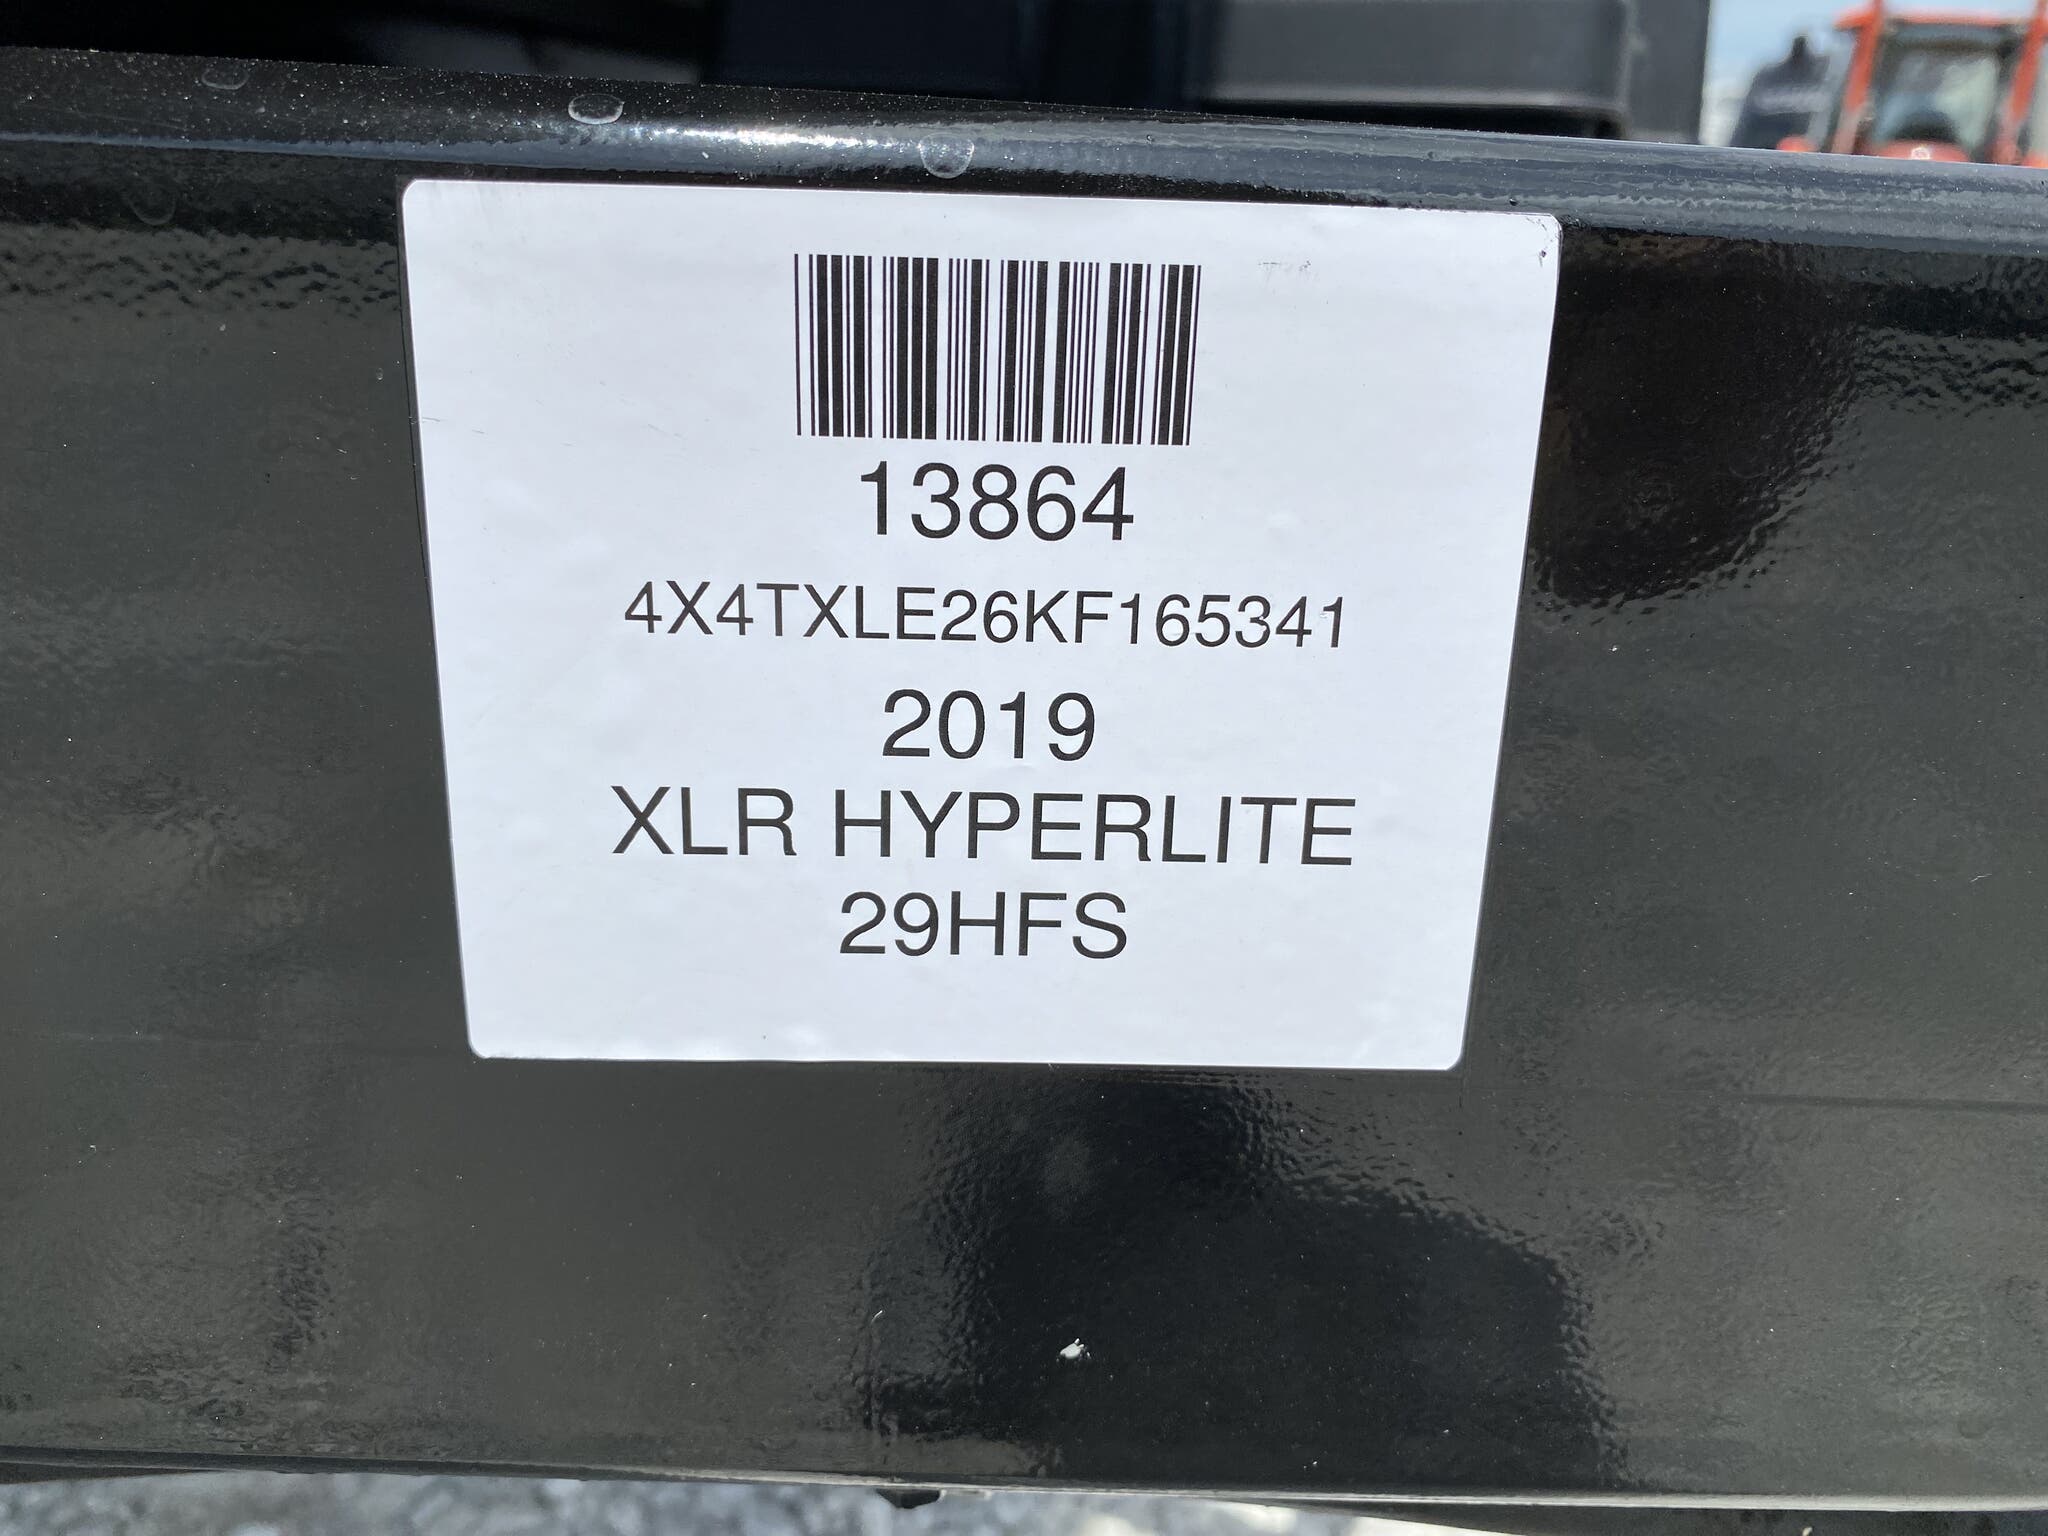 13864
4X4TXLE26KF165341
2019
XLR HYPERLITE
29HFS